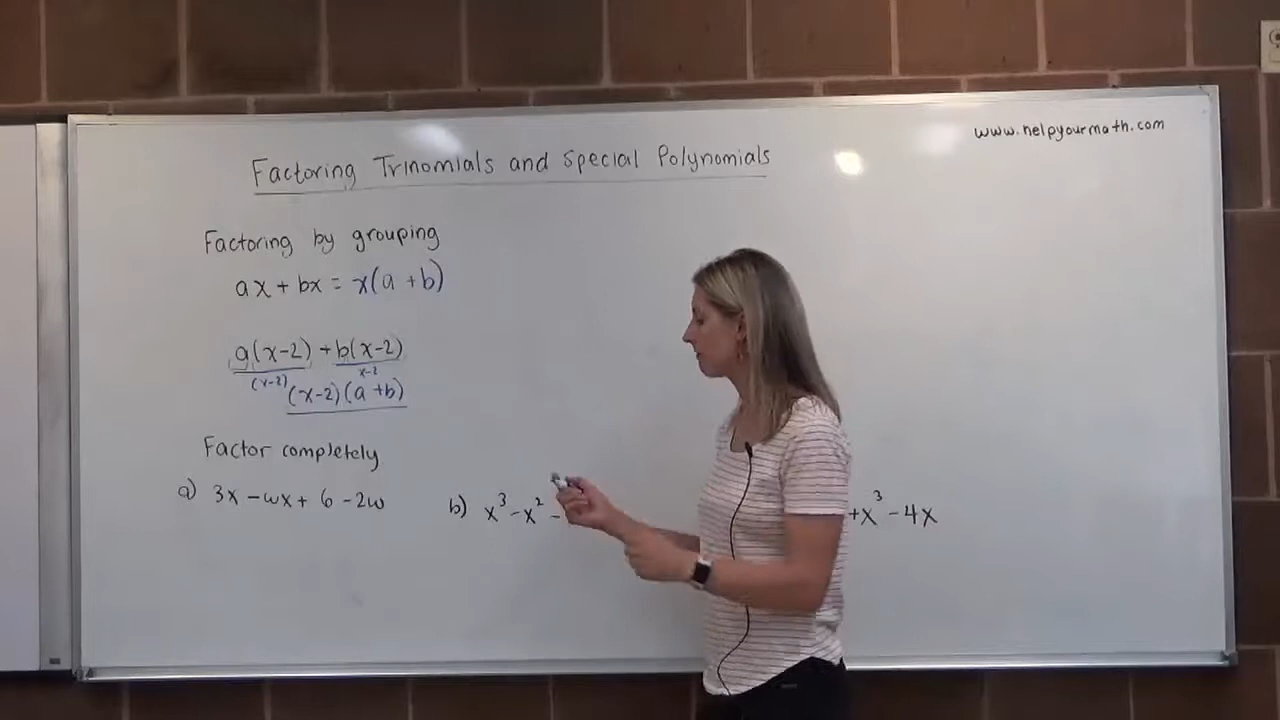 www.helpyourmath.com
Factoring Trinomials and Special Polynomials
Factoring by grouping
ax + bx = x(a + b)
a(x-2) + b(x-2)
(x-2) x-2
(x-2)(a+b)
Factor completely
a) 3x - wx + 6 - 2w b) x³ - x² - +x³ - 4x